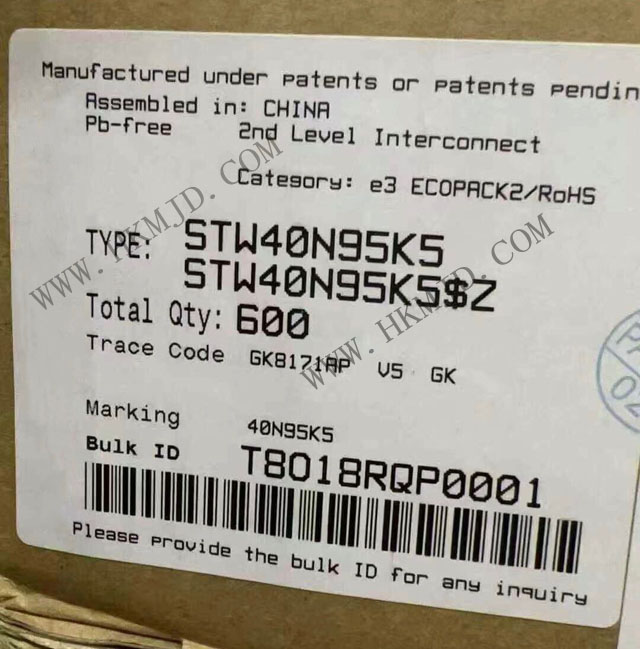 Manufactured under patents or patents pendin
Assembled in: CHINA
Pb-free 2nd Level Interconnect
Category: e3 ECOPACK2/RoHS
TYPE: STW40N95K5
STW40N95K5$Z
Total Qty: 600
Trace Code GK8171AP V5 GK
Marking 40N95K5
Bulk ID T8018RQP0001
Please provide the bulk ID for any inquiry
WWW.HKMJD.COM
WWW.HKMJD.COM